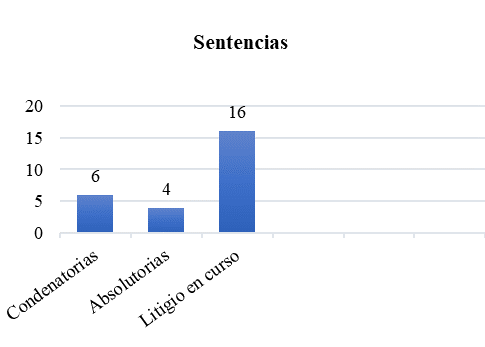 Sentencias
20
15
10
5
0
6
4
16
Condenatorias
Absolutorias
Litigio en curso